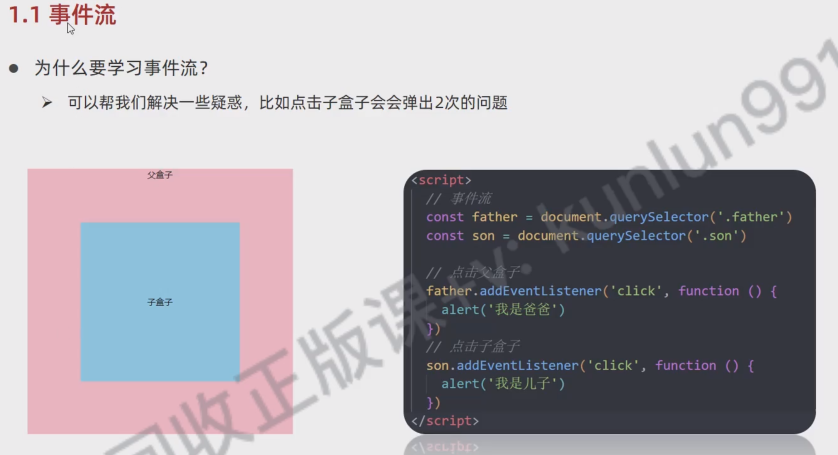 1.1 事件流
● 为什么要学习事件流？
➢ 可以帮我们解决一些疑惑，比如点击子盒子会会弹出2次的问题
父盒子
子盒子
<script>
// 事件流
const father = document.querySelector('.father')
const son = document.querySelector('.son')
// 点击父盒子
father.addEventListener('click', function () {
alert('我是爸爸')
})
// 点击子盒子
son.addEventListener('click', function () {
alert('我是儿子')
})
</script>
回收正版课+v: kunlun991